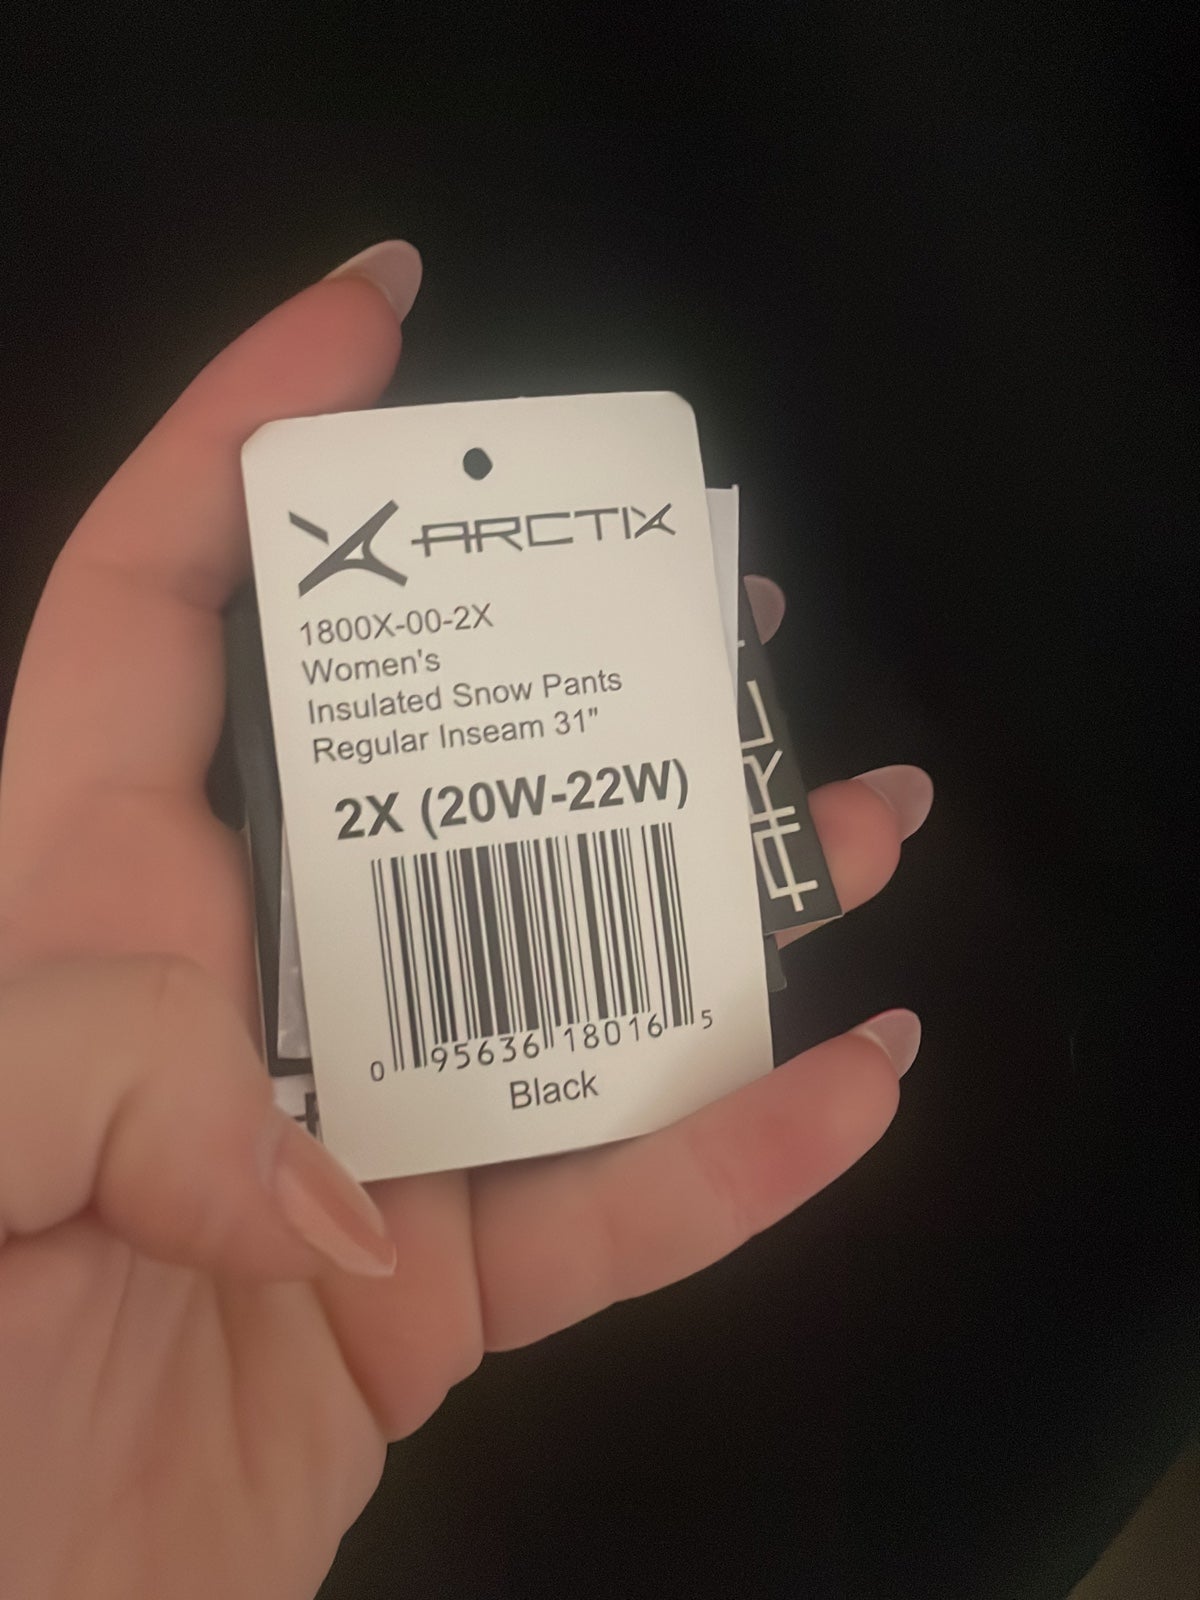 ARCTIX
1800X-00-2X
Women's
Insulated Snow Pants
Regular Inseam 31"
2X (20W-22W)
0 95636 18016 5
Black